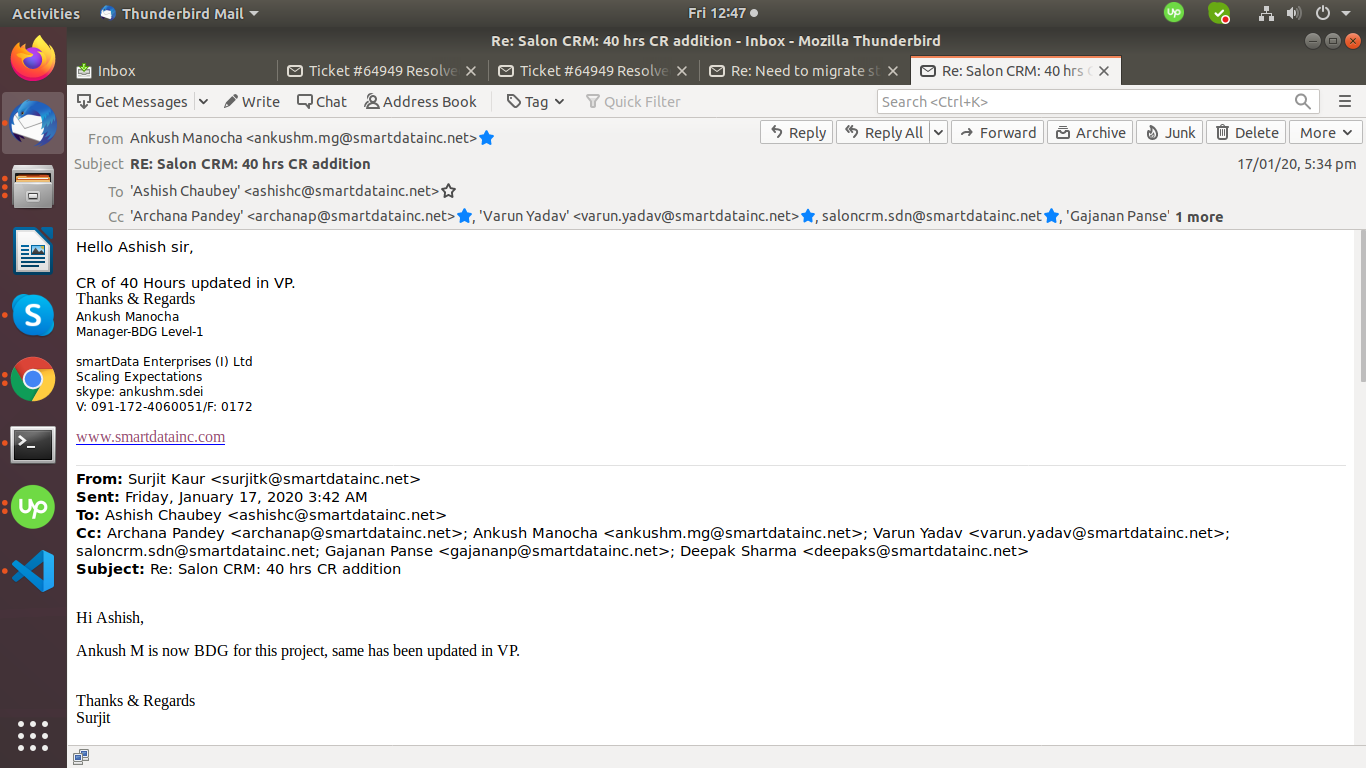 Activities Thunderbird Mail Fri 12:47
Re: Salon CRM: 40 hrs CR addition - Inbox - Mozilla Thunderbird
Inbox Ticket #64949 Resolve Ticket #64949 Resolve Re: Need to migrate st Re: Salon CRM: 40 hrs C
Get Messages Write Chat Address Book Tag Quick Filter Search <Ctrl+K>
From Ankush Manocha <ankushm.mg@smartdatainc.net> Reply Reply All Forward Archive Junk Delete More
Subject RE: Salon CRM: 40 hrs CR addition 17/01/20, 5:34 pm
To 'Ashish Chaubey' <ashishc@smartdatainc.net>
Cc 'Archana Pandey' <archanap@smartdatainc.net>, 'Varun Yadav' <varun.yadav@smartdatainc.net>, saloncrm.sdn@smartdatainc.net, 'Gajanan Panse' 1 more
Hello Ashish sir,
CR of 40 Hours updated in VP.
Thanks & Regards
Ankush Manocha
Manager-BDG Level-1
smartData Enterprises (I) Ltd
Scaling Expectations
skype: ankushm.sdei
V: 091-172-4060051/F: 0172
www.smartdatainc.com
From: Surjit Kaur <surjitk@smartdatainc.net>
Sent: Friday, January 17, 2020 3:42 AM
To: Ashish Chaubey <ashishc@smartdatainc.net>
Cc: Archana Pandey <archanap@smartdatainc.net>; Ankush Manocha <ankushm.mg@smartdatainc.net>; Varun Yadav <varun.yadav@smartdatainc.net>;
saloncrm.sdn@smartdatainc.net; Gajanan Panse <gajananp@smartdatainc.net>; Deepak Sharma <deepaks@smartdatainc.net>
Subject: Re: Salon CRM: 40 hrs CR addition
Hi Ashish,
Ankush M is now BDG for this project, same has been updated in VP.
Thanks & Regards
Surjit